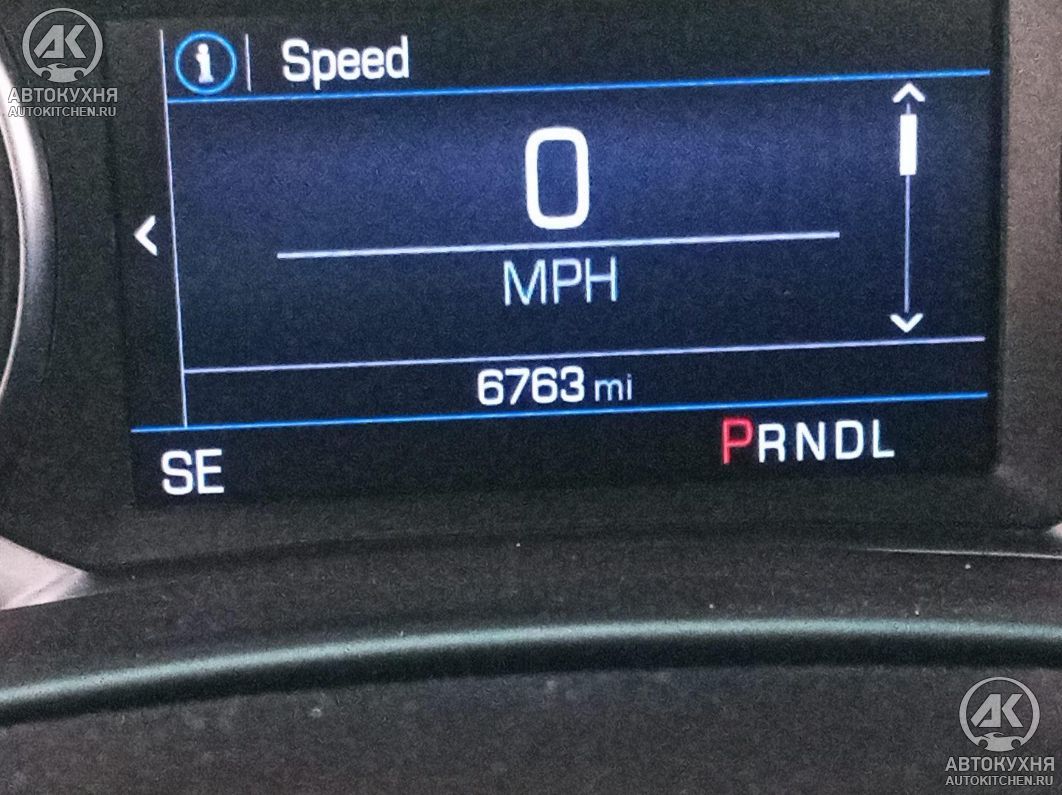 АК
АВТОКУХНЯ
AUTOKITCHEN.RU
i Speed
0
MPH
6763 mi
SE
PRNDL
АК
АВТОКУХНЯ
AUTOKITCHEN.RU